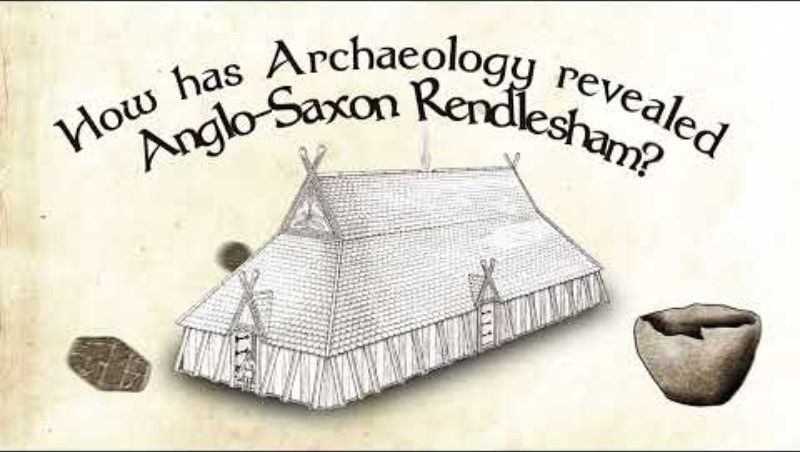 How has Archaeology revealed
Anglo-Saxon Rendlesham?